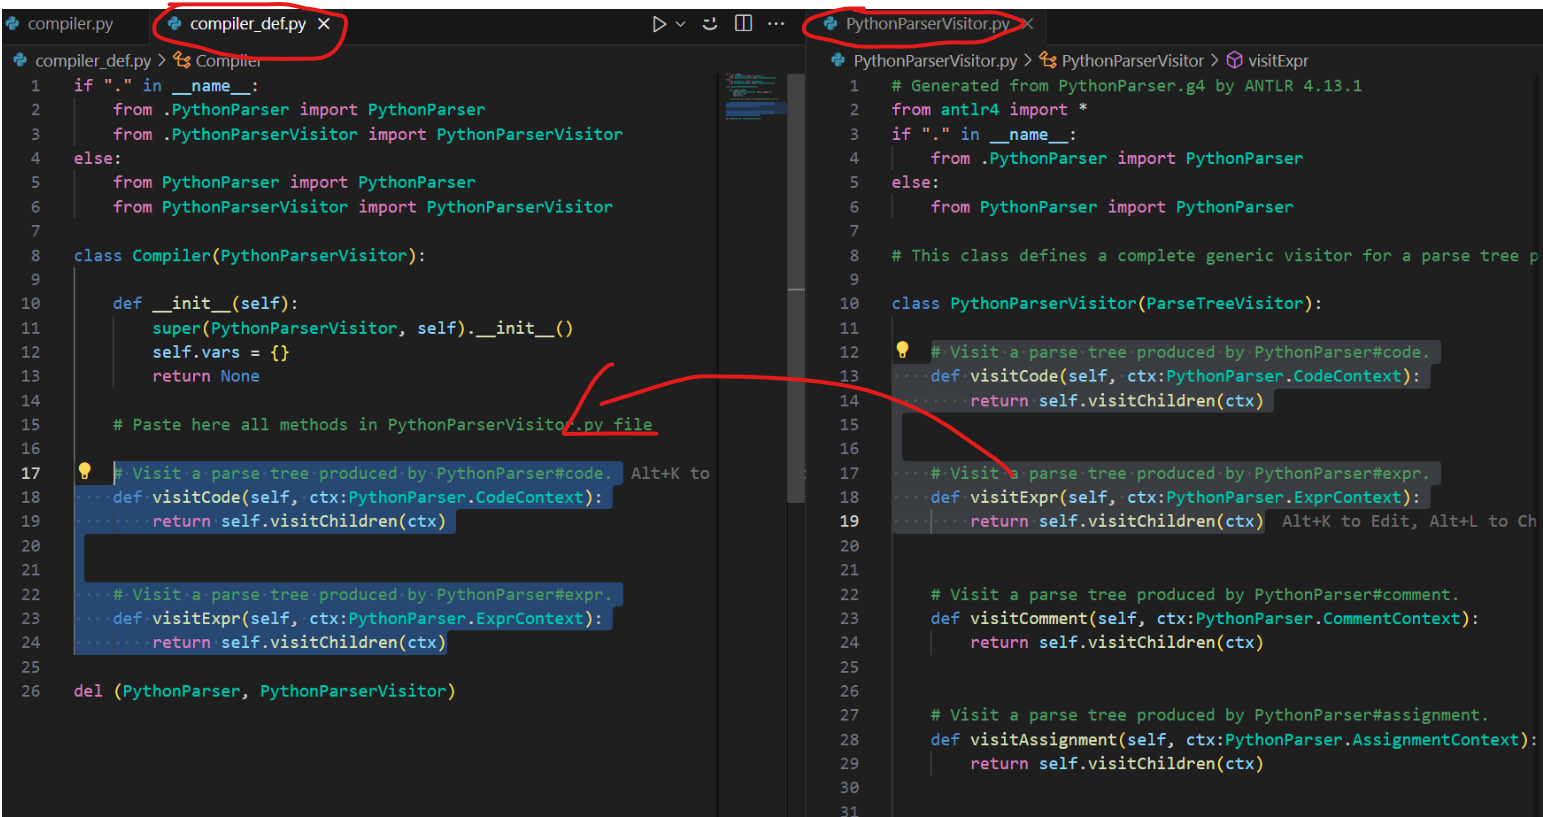 compiler.py
compiler_def.py
compiler_def.py > Compiler
1 if "." in __name__:
2 from .PythonParser import PythonParser
3 from .PythonParserVisitor import PythonParserVisitor
4 else:
5 from PythonParser import PythonParser
6 from PythonParserVisitor import PythonParserVisitor
7
8 class Compiler(PythonParserVisitor):
9
10 def __init__(self):
11 super(PythonParserVisitor, self).__init__()
12 self.vars = {}
13 return None
14
15 # Paste here all methods in PythonParserVisitor.py file
16
17 # Visit a parse tree produced by PythonParser#code. Alt+K to
18 def visitCode(self, ctx:PythonParser.CodeContext):
19 return self.visitChildren(ctx)
20
21
22 # Visit a parse tree produced by PythonParser#expr.
23 def visitExpr(self, ctx:PythonParser.ExprContext):
24 return self.visitChildren(ctx)
25
26 del (PythonParser, PythonParserVisitor)
PythonParserVisitor.py
PythonParserVisitor.py > PythonParserVisitor > visitExpr
1 # Generated from PythonParser.g4 by ANTLR 4.13.1
2 from antlr4 import *
3 if "." in __name__:
4 from .PythonParser import PythonParser
5 else:
6 from PythonParser import PythonParser
7
8 # This class defines a complete generic visitor for a parse tree p
9
10 class PythonParserVisitor(ParseTreeVisitor):
11
12 # Visit a parse tree produced by PythonParser#code.
13 def visitCode(self, ctx:PythonParser.CodeContext):
14 return self.visitChildren(ctx)
15
16
17 # Visit a parse tree produced by PythonParser#expr.
18 def visitExpr(self, ctx:PythonParser.ExprContext):
19 return self.visitChildren(ctx) Alt+K to Edit, Alt+L to Ch
20
21
22 # Visit a parse tree produced by PythonParser#comment.
23 def visitComment(self, ctx:PythonParser.CommentContext):
24 return self.visitChildren(ctx)
25
26
27 # Visit a parse tree produced by PythonParser#assignment.
28 def visitAssignment(self, ctx:PythonParser.AssignmentContext):
29 return self.visitChildren(ctx)
30
31